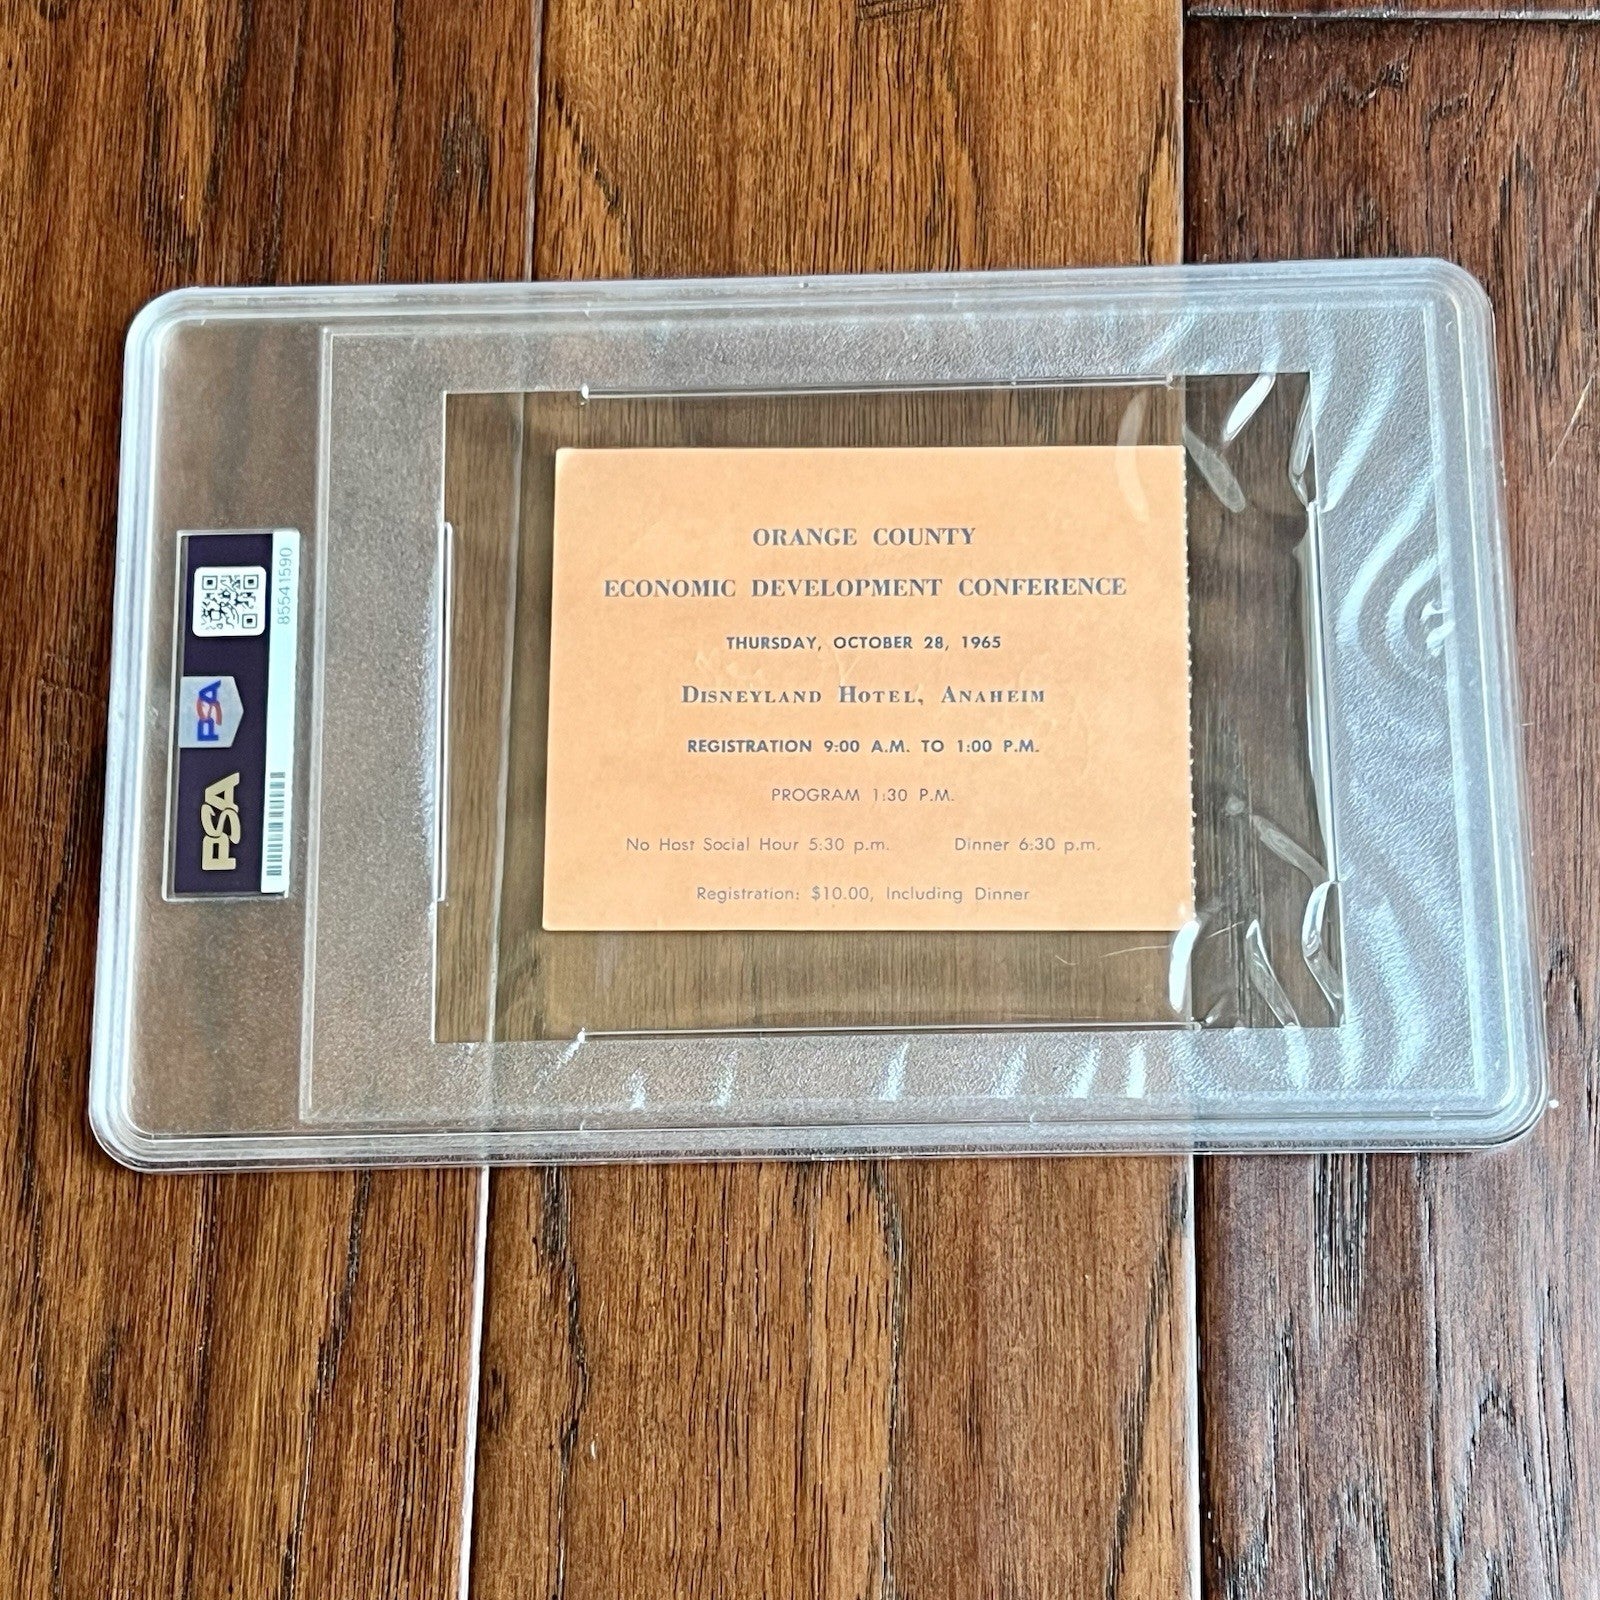 ORANGE COUNTY
ECONOMIC DEVELOPMENT CONFERENCE
THURSDAY, OCTOBER 28, 1965
DISNEYLAND HOTEL, ANAHEIM
REGISTRATION 9:00 A.M. TO 1:00 P.M.
PROGRAM 1:30 P.M.
No Host Social Hour 5:30 p.m. Dinner 6:30 p.m.
Registration: $10.00, Including Dinner
85541590
PSA
PSA